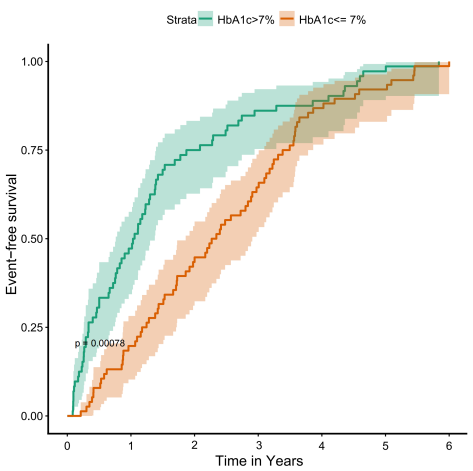 Strata HbA1c>7% HbA1c<= 7%
1.00
0.75
0.50
0.25
0.00
p = 0.00078
Event−free survival
0 1 2 3 4 5 6
Time in Years